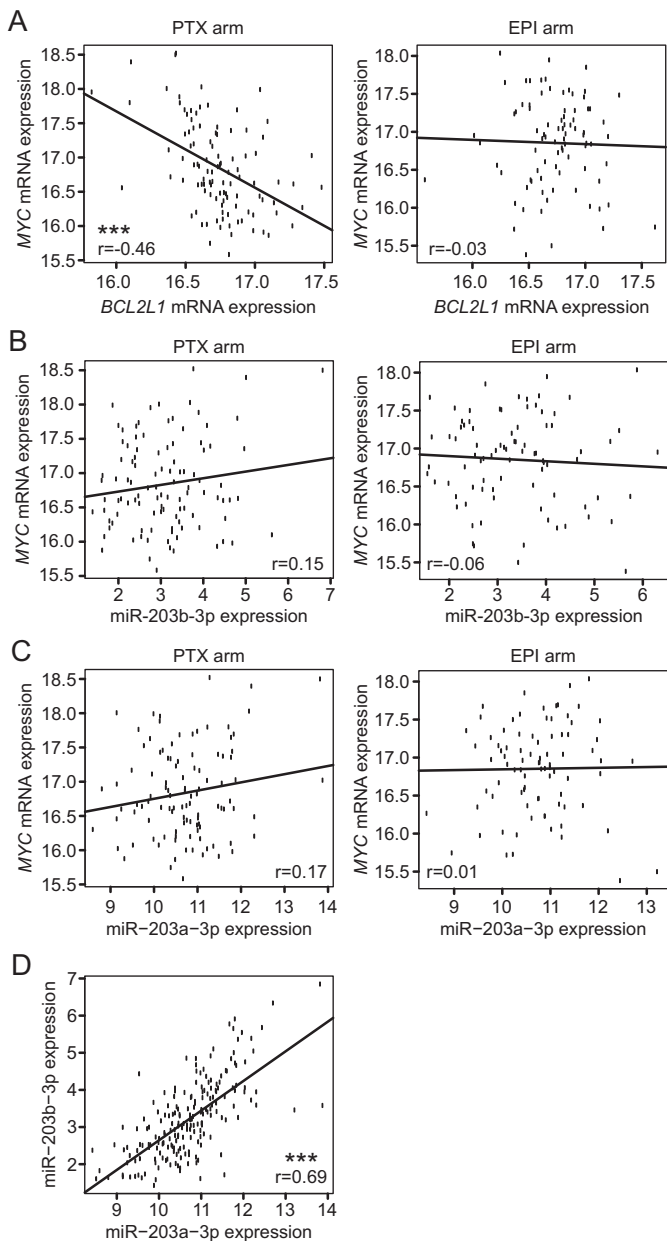 A
PTX arm
EPI arm
MYC mRNA expression
18.5
18.0
17.5
17.0
16.5
16.0
15.5
***
r=-0.46
16.0 16.5 17.0 17.5
BCL2L1 mRNA expression
MYC mRNA expression
18.0
17.5
17.0
16.5
16.0
15.5
r=-0.03
16.0 16.5 17.0 17.5
BCL2L1 mRNA expression
B
PTX arm
EPI arm
MYC mRNA expression
18.5
18.0
17.5
17.0
16.5
16.0
15.5
r=0.15
2 3 4 5 6 7
miR-203b-3p expression
MYC mRNA expression
18.0
17.5
17.0
16.5
16.0
15.5
r=-0.06
2 3 4 5 6
miR-203b-3p expression
C
PTX arm
EPI arm
MYC mRNA expression
18.5
18.0
17.5
17.0
16.5
16.0
15.5
r=0.17
9 10 11 12 13 14
miR−203a−3p expression
MYC mRNA expression
18.0
17.5
17.0
16.5
16.0
15.5
r=0.01
9 10 11 12 13
miR−203a−3p expression
D
miR−203b−3p expression
7
6
5
4
3
2
***
r=0.69
9 10 11 12 13 14
miR−203a−3p expression